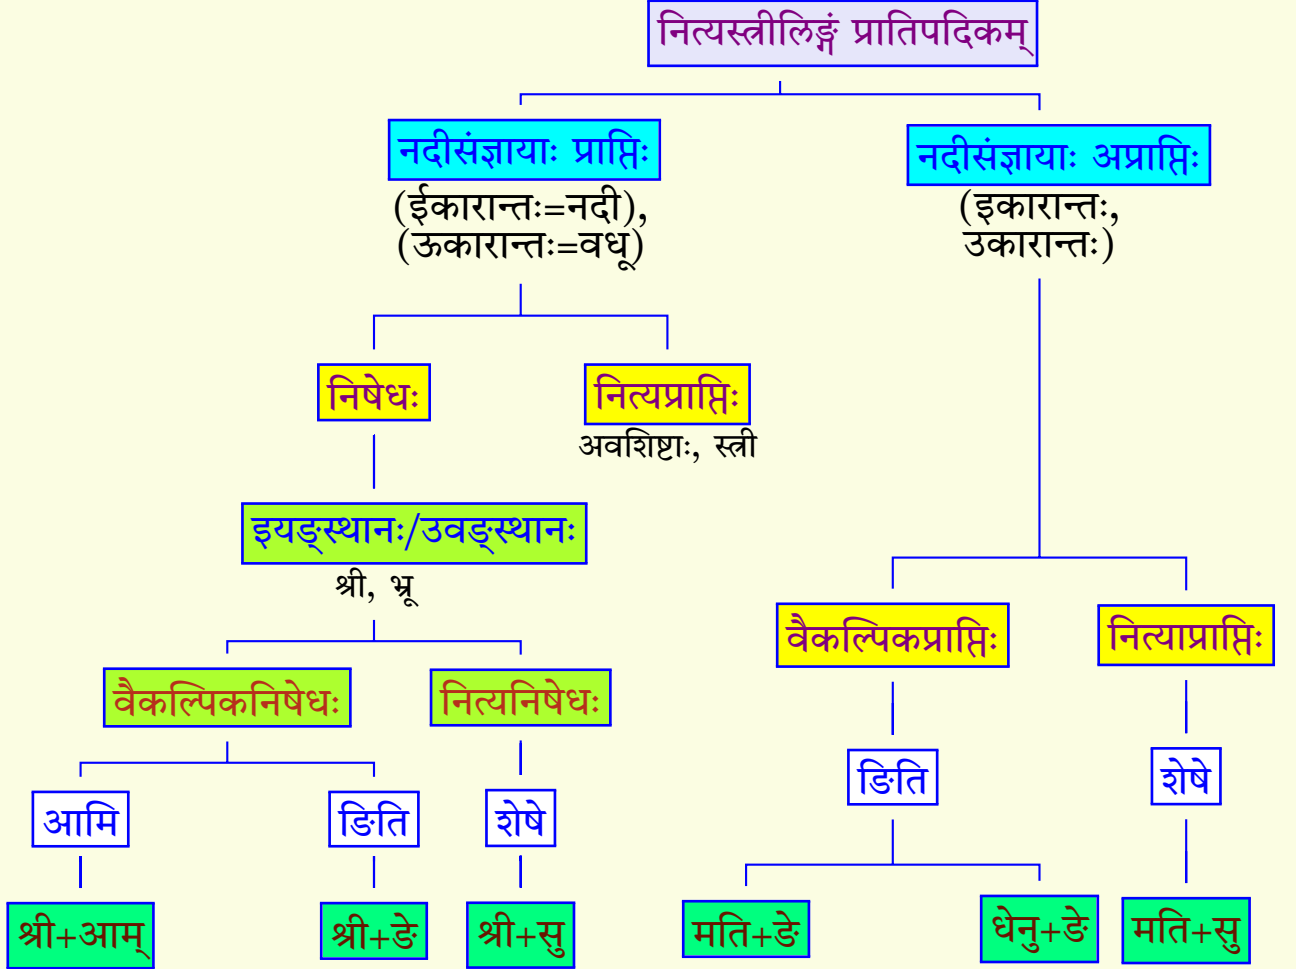 नित्यस्त्रीलिङ्गं प्रातिपदिकम्
नदीसंज्ञायाः प्राप्तिः
नदीसंज्ञायाः अप्राप्तिः
(ईकारान्तः=नदी),
(ऊकारान्तः=वधू)
(इकारान्तः,
उकारान्तः)
निषेधः
नित्यप्राप्तिः
अवशिष्टाः, स्त्री
इयङ्स्थानः/उवङ्स्थानः
श्री, भ्रू
वैकल्पिकप्राप्तिः
नित्याप्राप्तिः
वैकल्पिकनिषेधः
नित्यनिषेधः
ङिति
शेषे
आमि
ङिति
शेषे
श्री+आम्
श्री+ङे
श्री+सु
मति+ङे
धेनु+ङे
मति+सु